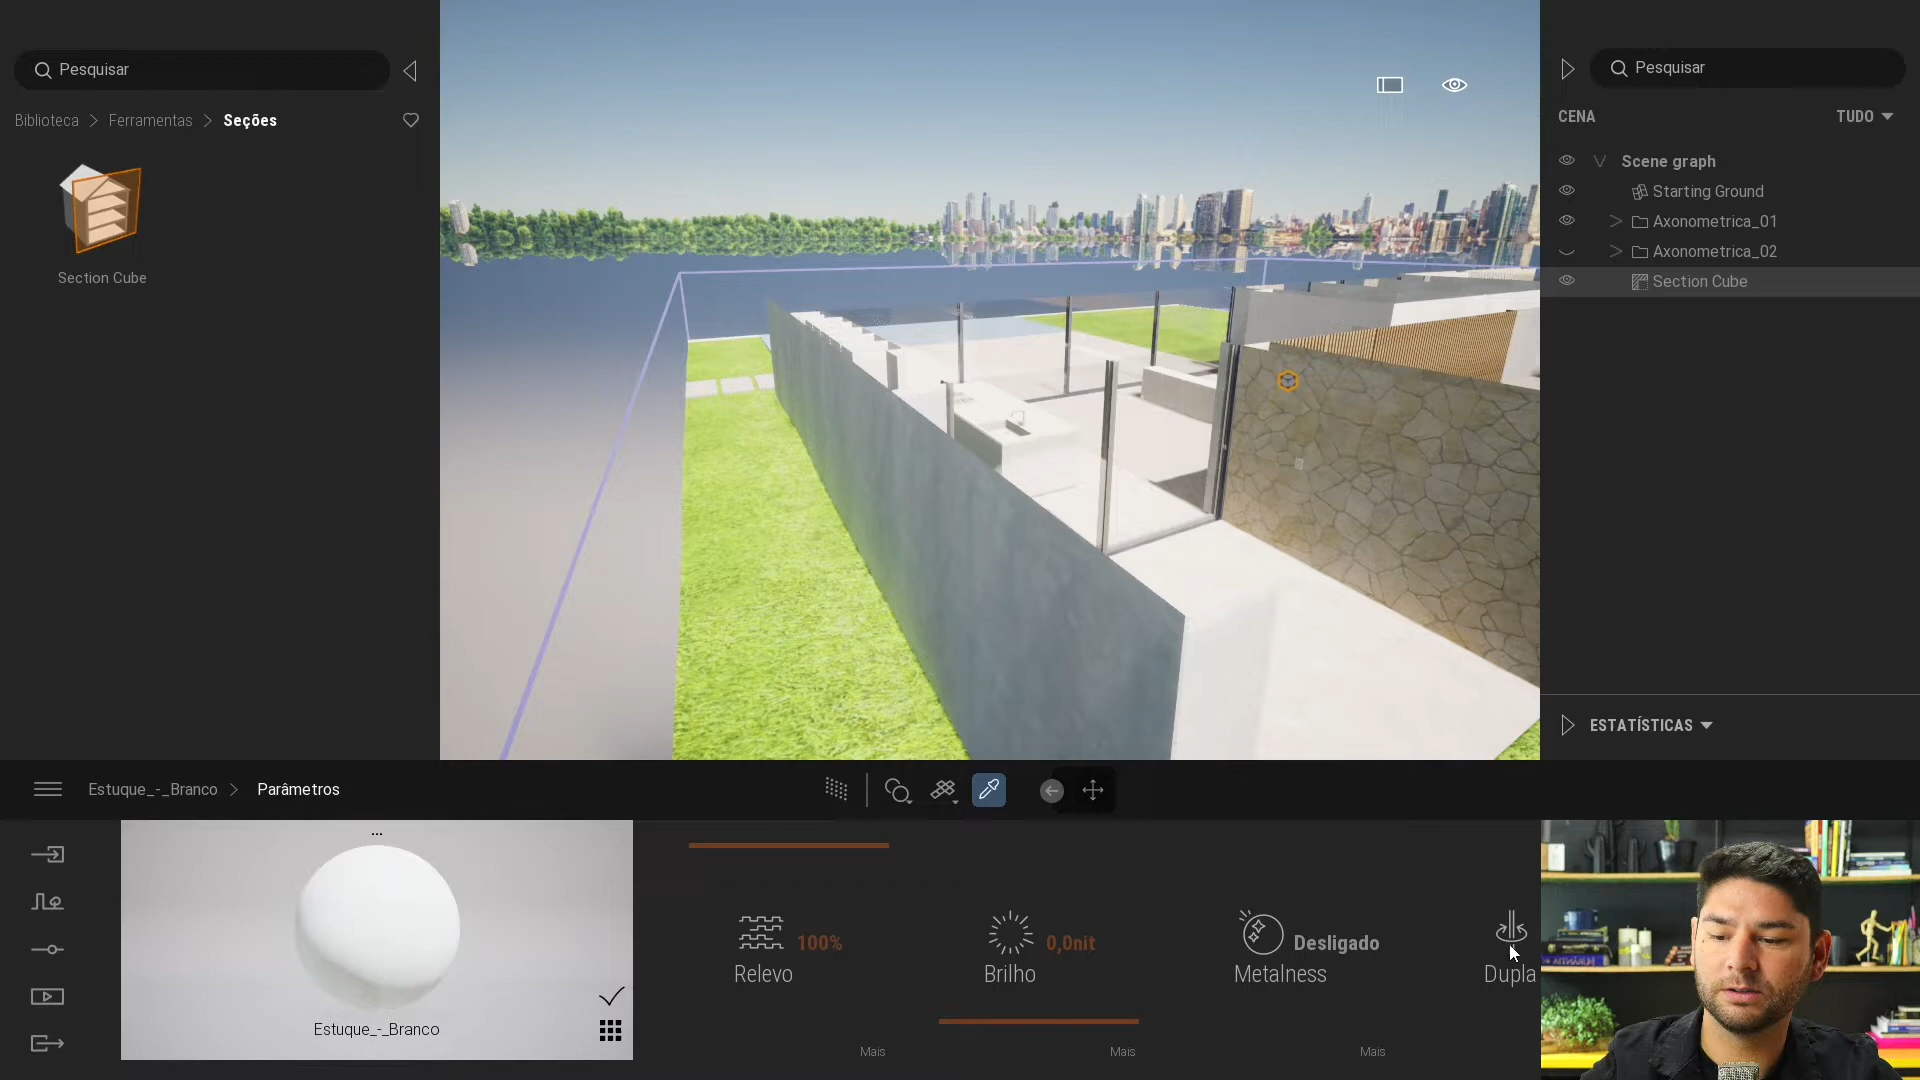 Pesquisar
Biblioteca > Ferramentas > Seções
Section Cube
Pesquisar
CENA TUDO
Scene graph
Starting Ground
Axonometrica_01
Axonometrica_02
Section Cube
ESTATÍSTICAS
Estuque_-_Branco > Parâmetros
...
Estuque_-_Branco
100%
Relevo
Mais
0,0nit
Brilho
Mais
Desligado
Metalness
Mais
Dupla